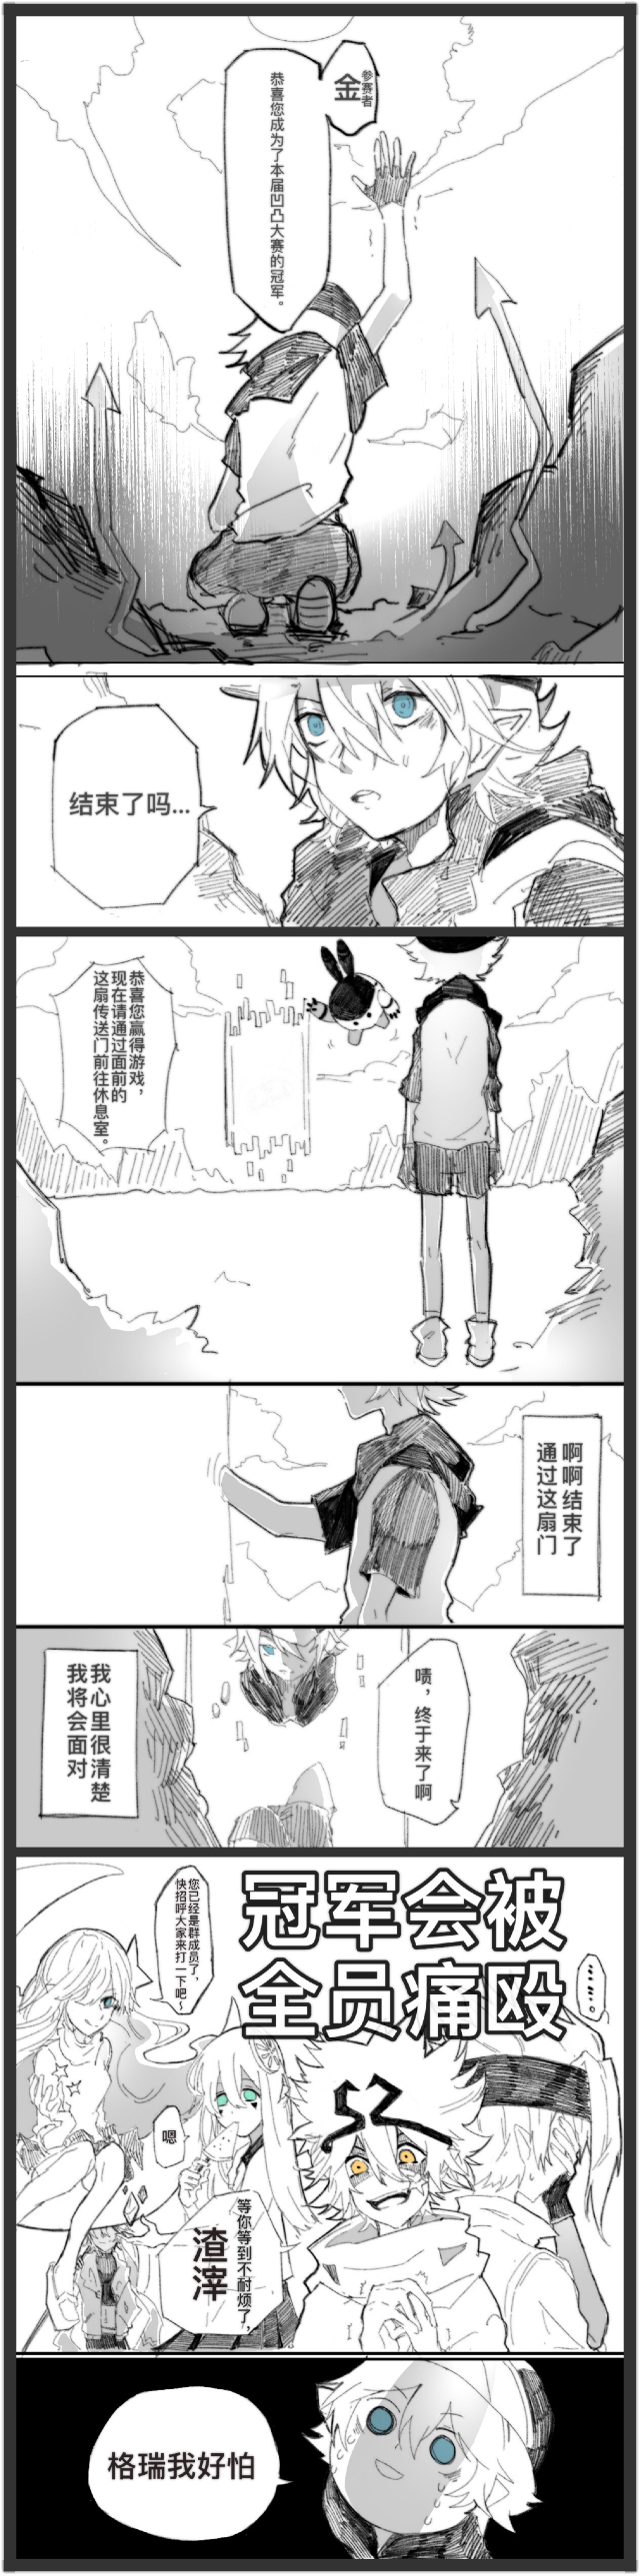 参赛者
金
恭喜您成为了本届凹凸大赛的冠军。
结束了吗...
恭喜您赢得游戏，
现在请通过面前的
这扇传送门前往休息室。
啊啊结束了
通过这扇门
啧，终于来了啊
我心里很清楚
我将会面对
冠军会被
全员痛殴
您已经是群成员了，
快招呼大家来打一下吧~
……
嗯
等你等到不耐烦了，
渣滓
格瑞我好怕